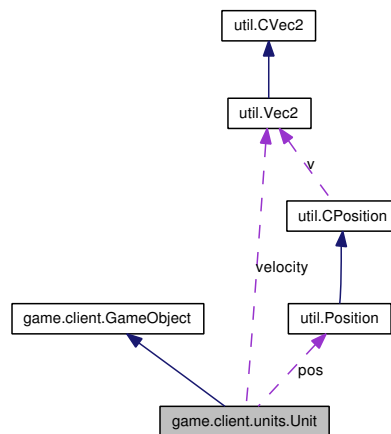 util.CVec2
util.Vec2
v
util.CPosition
velocity
game.client.GameObject
util.Position
pos
game.client.units.Unit